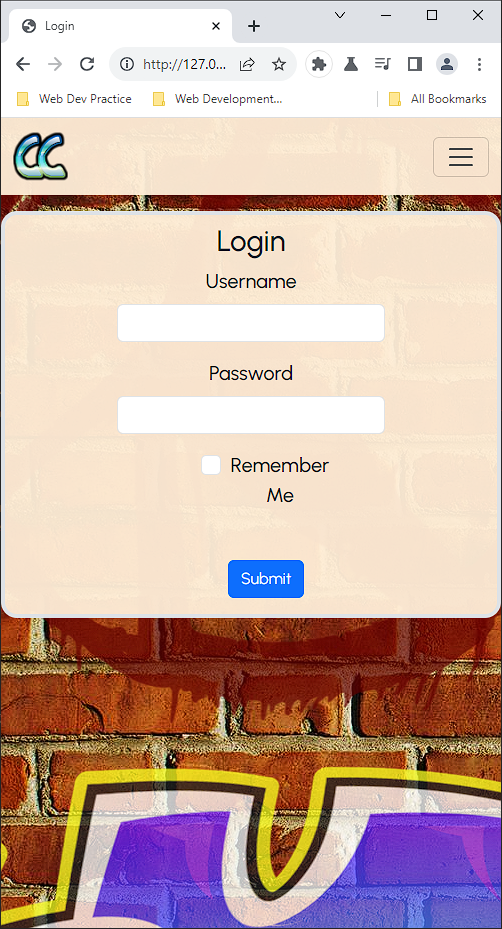 Login
http://127.0...
Web Dev Practice
Web Development...
All Bookmarks
CC
Login
Username
Password
Remember
Me
Submit